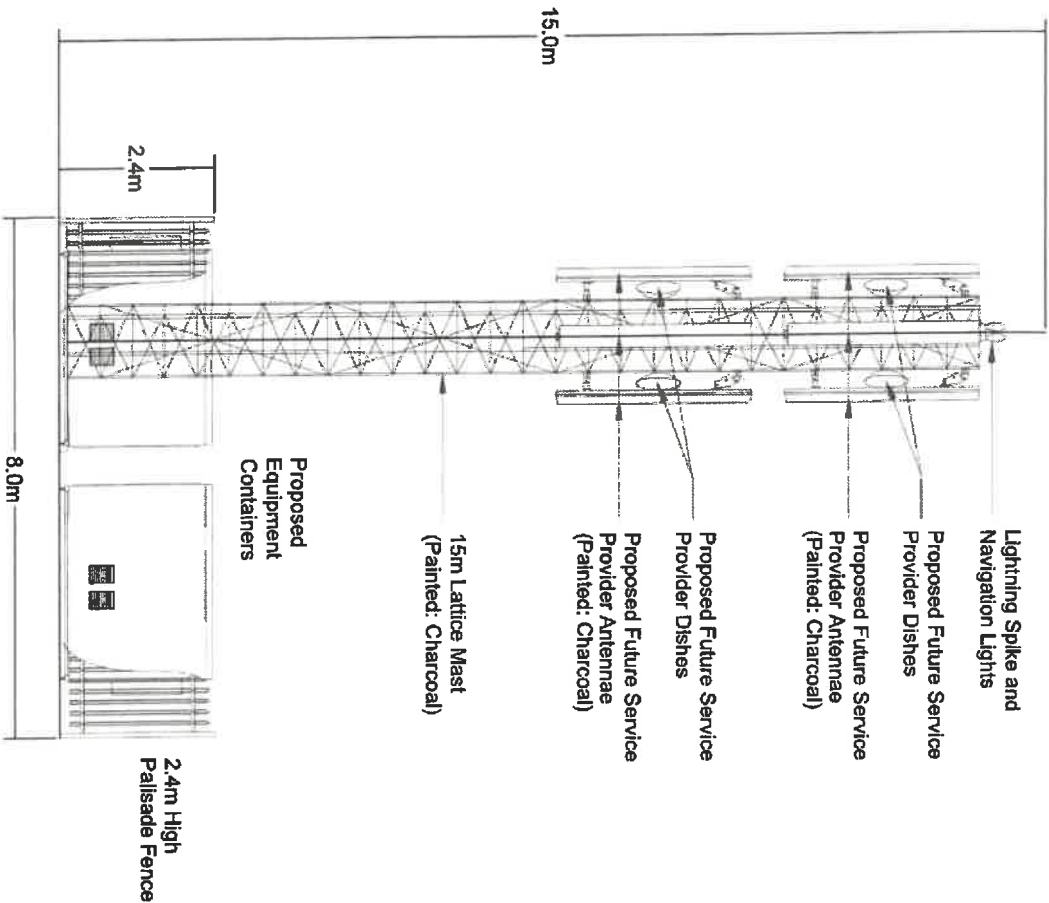 15.0m
2.4m
8.0m
Lightning Spike and
Navigation Lights
Proposed Future Service
Provider Dishes
Proposed Future Service
Provider Antennae
(Painted: Charcoal)
Proposed Future Service
Provider Dishes
Proposed Future Service
Provider Antennae
(Painted: Charcoal)
15m Lattice Mast
(Painted: Charcoal)
Proposed
Equipment
Containers
2.4m High
Palisade Fence